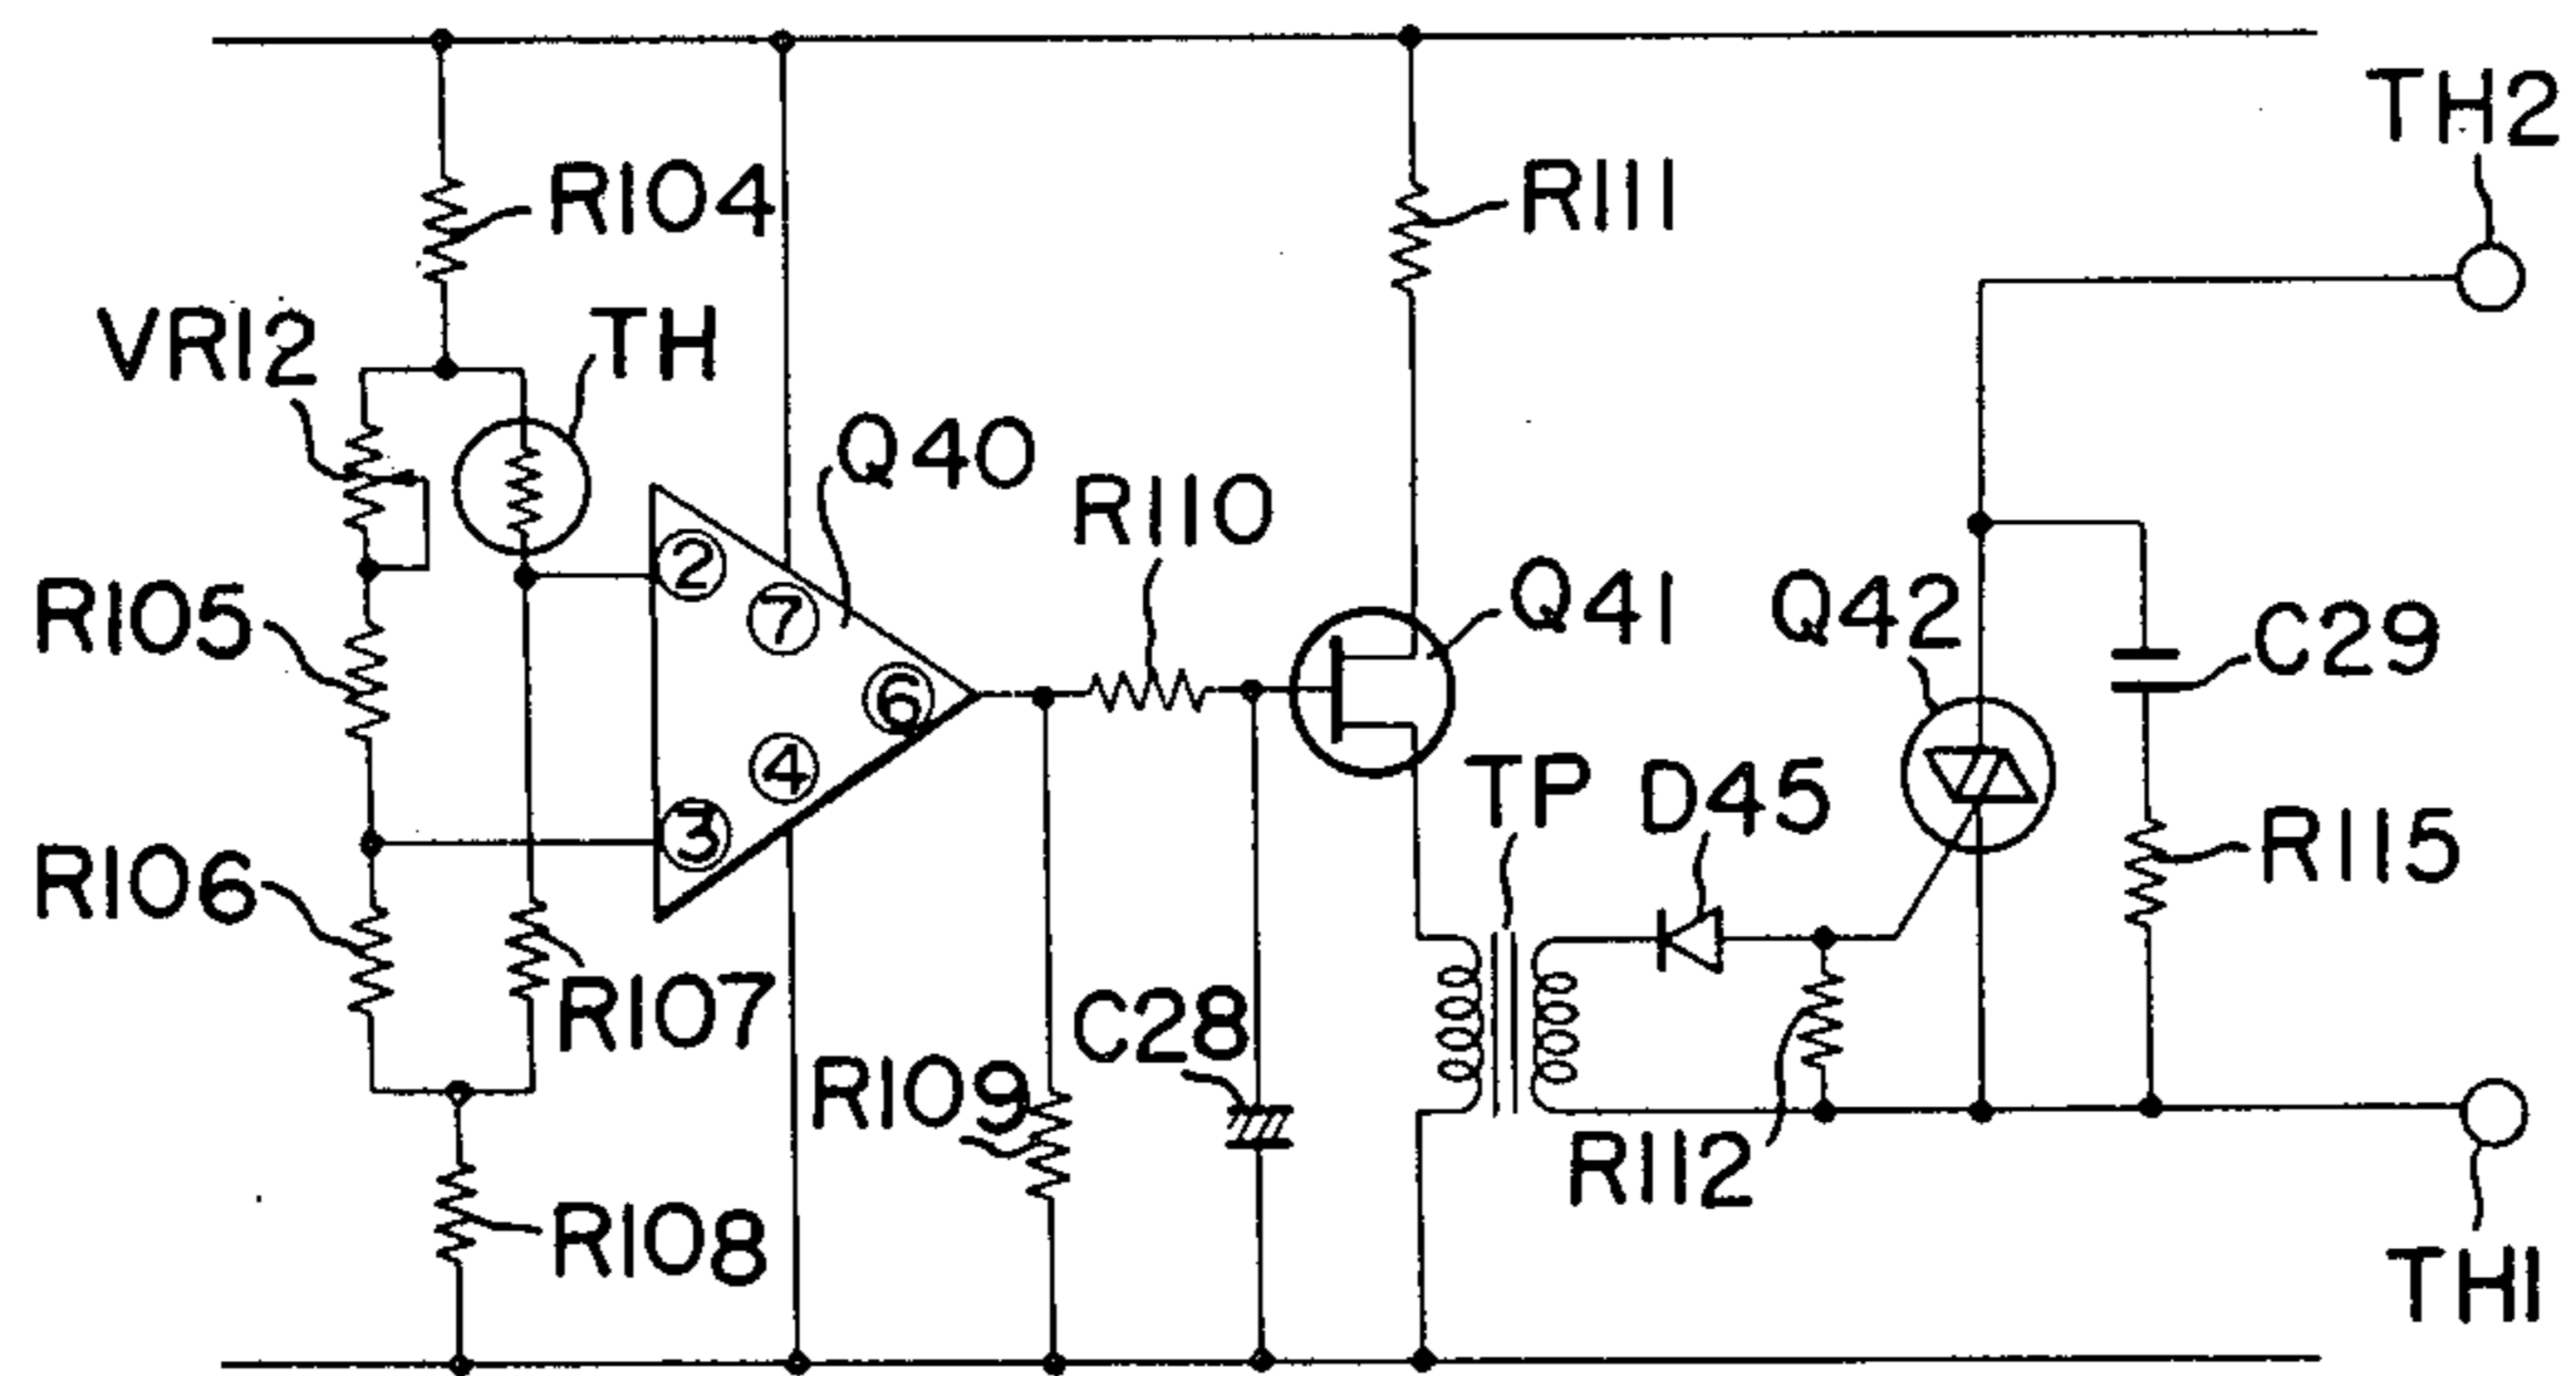 TH2
R104
R111
VR12
TH
Q40
R110
②
⑦
Q41
Q42
R105
C29
⑥
④
TP
D45
③
R106
R115
R107
C28
R109
R112
R108
TH1